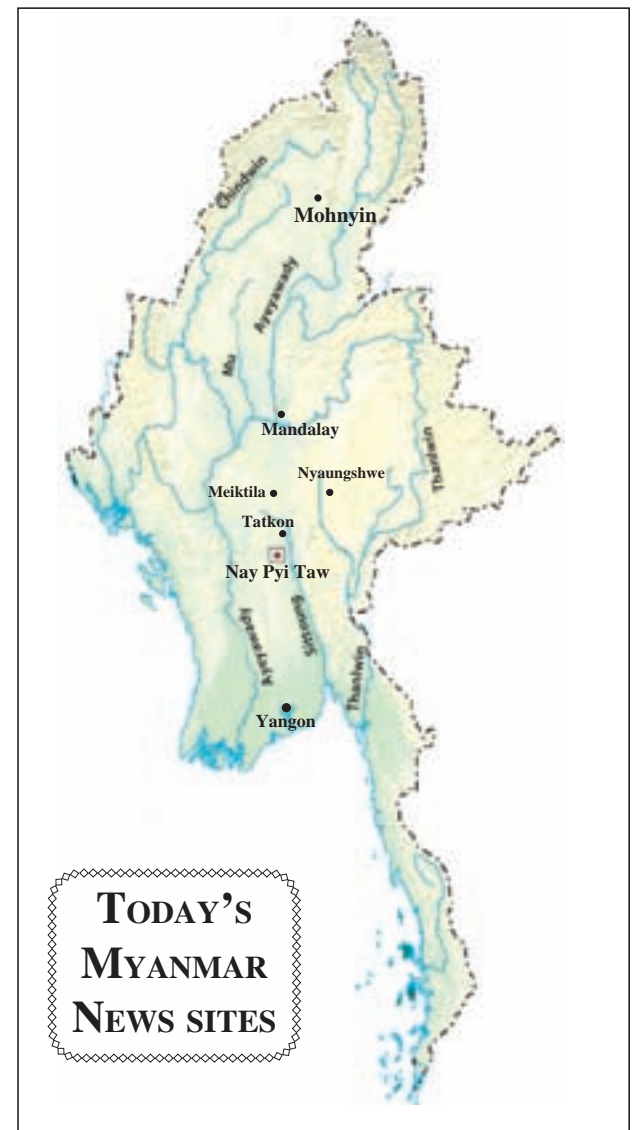 Chindwin
Mohnyin
Ayeyawady
Mu
Mandalay
Thanlwin
Nyaungshwe
Meiktila
Tatkon
Nay Pyi Taw
Ayeyawady
Sittoung
Thanlwin
Yangon
TODAY'S
MYANMAR
NEWS SITES